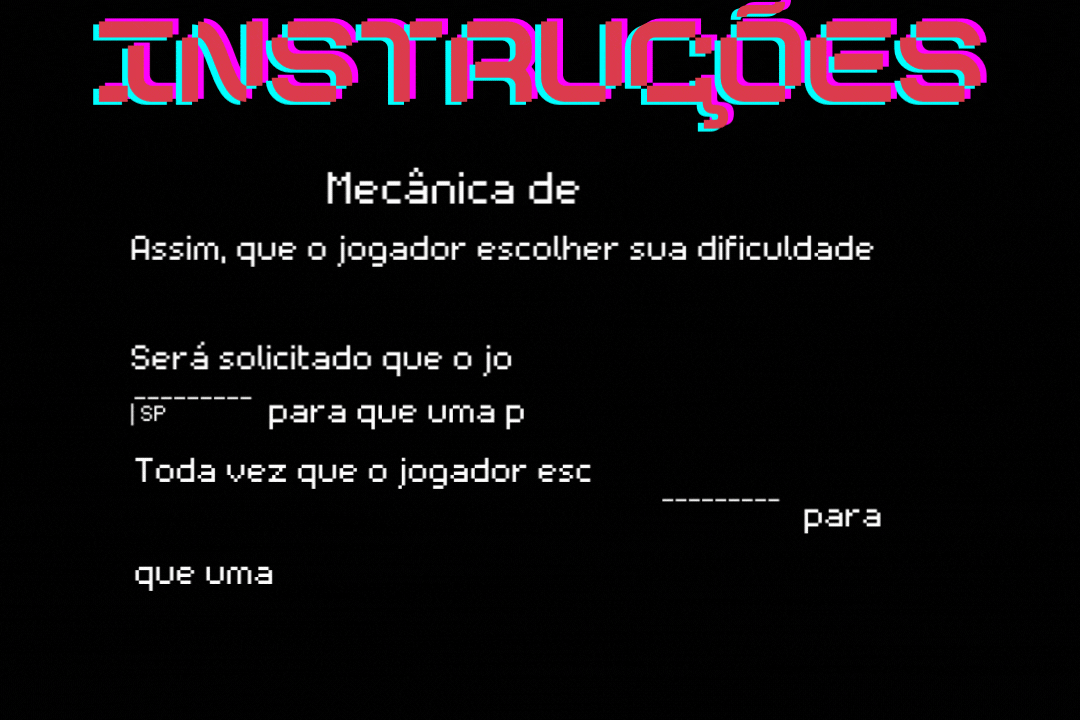 INSTRUÇÕES
Mecânica de
Assim, que o jogador escolher sua dificuldade
Será solicitado que o jo
---------
|SP para que uma p
Toda vez que o jogador esc
---------
para
que uma